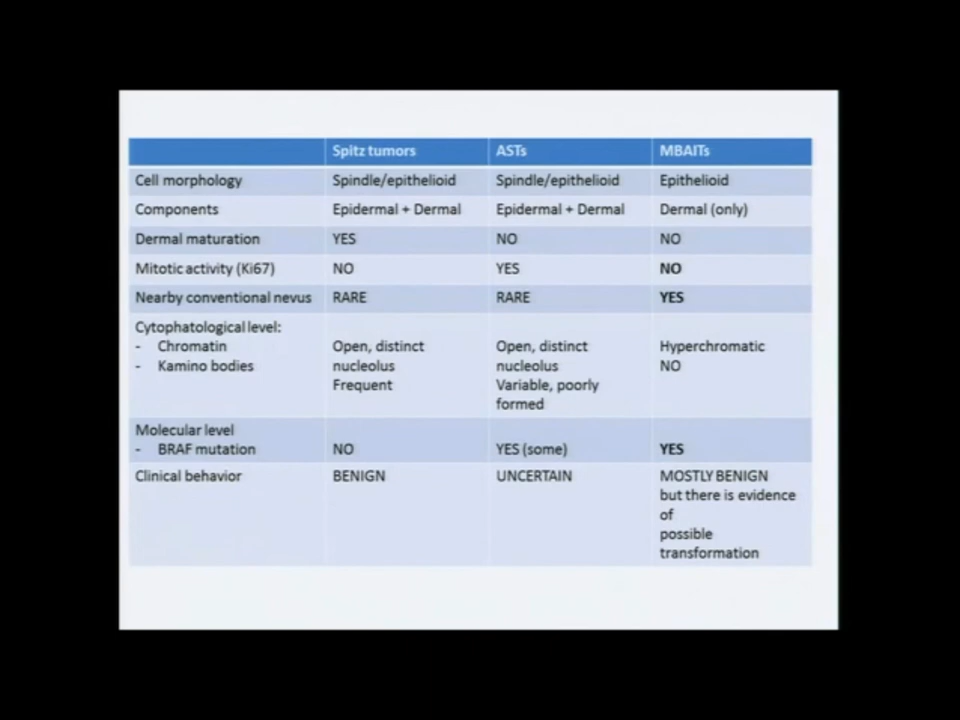 Spitz tumors ASTs MBAITs
Cell morphology Spindle/epithelioid Spindle/epithelioid Epithelioid
Components Epidermal + Dermal Epidermal + Dermal Dermal (only)
Dermal maturation YES NO NO
Mitotic activity (Ki67) NO YES NO
Nearby conventional nevus RARE RARE YES
Cytophatological level:
- Chromatin Open, distinct Open, distinct Hyperchromatic
- Kamino bodies nucleolus nucleolus NO
Frequent Variable, poorly
formed
Molecular level
- BRAF mutation NO YES (some) YES
Clinical behavior BENIGN UNCERTAIN MOSTLY BENIGN
but there is evidence
of
possible
transformation